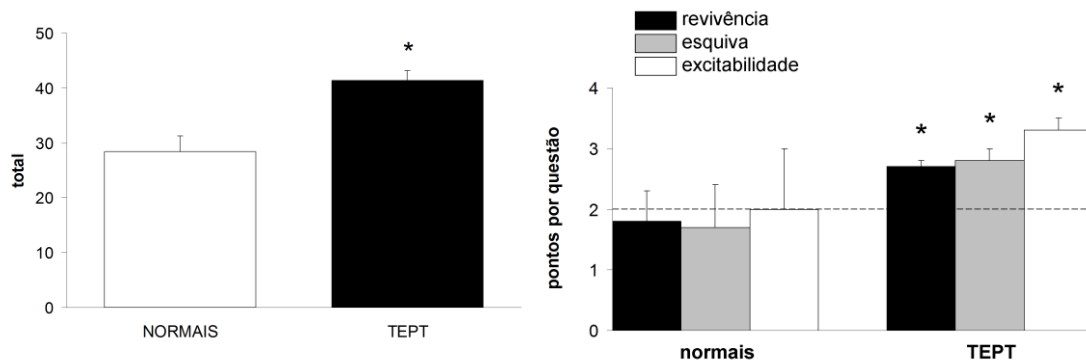 50
40
30
20
10
0
total
*
NORMAIS
TEPT
revivência
esquiva
excitabilidade
4
3
2
1
0
pontos por questão
*
*
*
normais
TEPT